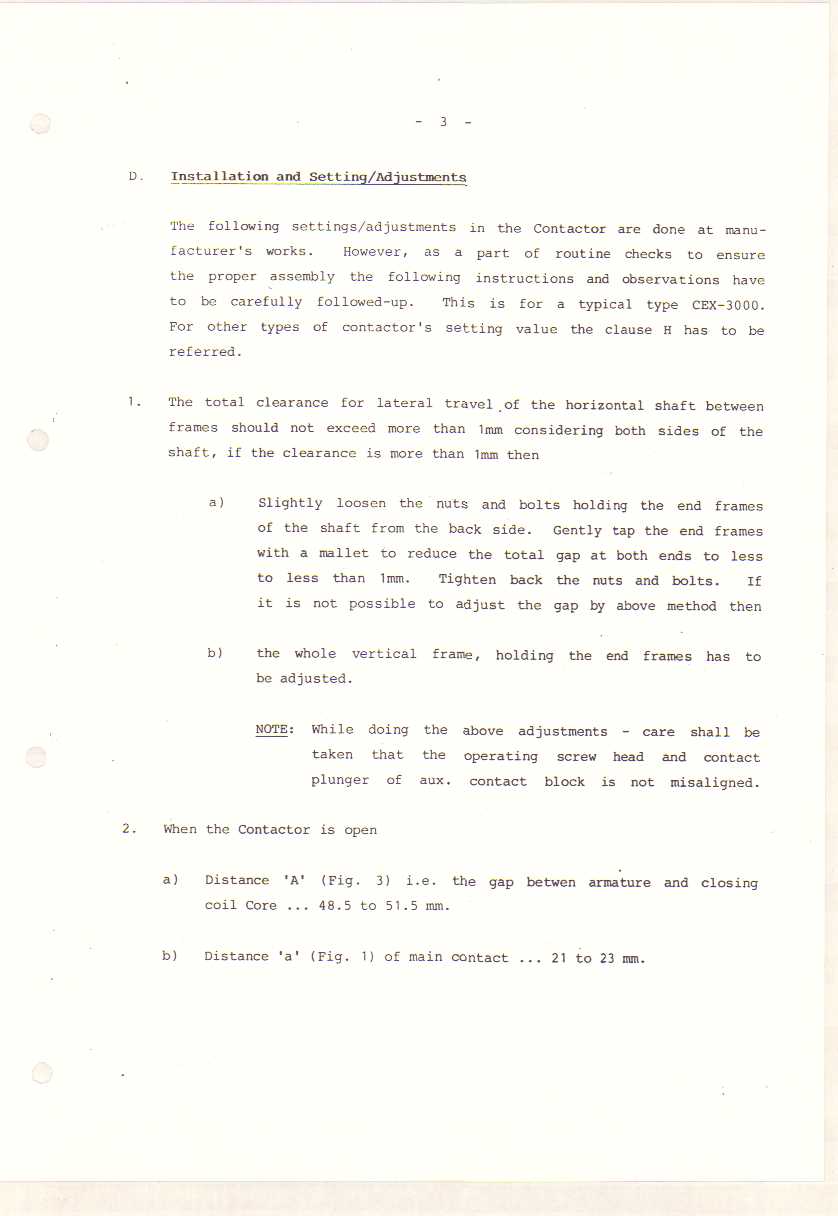 - 3 -
D. Installation and Setting/Adjustments
The following settings/adjustments in the Contactor are done at manu-
facturer's works. However, as a part of routine checks to ensure
the proper assembly the following instructions and observations have
to be carefully followed-up. This is for a typical type CEX-3000.
For other types of contactor's setting value the clause H has to be
referred.
1. The total clearance for lateral travel of the horizontal shaft between
frames should not exceed more than 1mm considering both sides of the
shaft, if the clearance is more than 1mm then
a) Slightly loosen the nuts and bolts holding the end frames
of the shaft from the back side. Gently tap the end frames
with a mallet to reduce the total gap at both ends to less
to less than 1mm. Tighten back the nuts and bolts. If
it is not possible to adjust the gap by above method then
b) the whole vertical frame, holding the end frames has to
be adjusted.
NOTE: While doing the above adjustments - care shall be
taken that the operating screw head and contact
plunger of aux. contact block is not misaligned.
2. When the Contactor is open
a) Distance 'A' (Fig. 3) i.e. the gap betwen armature and closing
coil Core ... 48.5 to 51.5 mm.
b) Distance 'a' (Fig. 1) of main contact ... 21 to 23 mm.